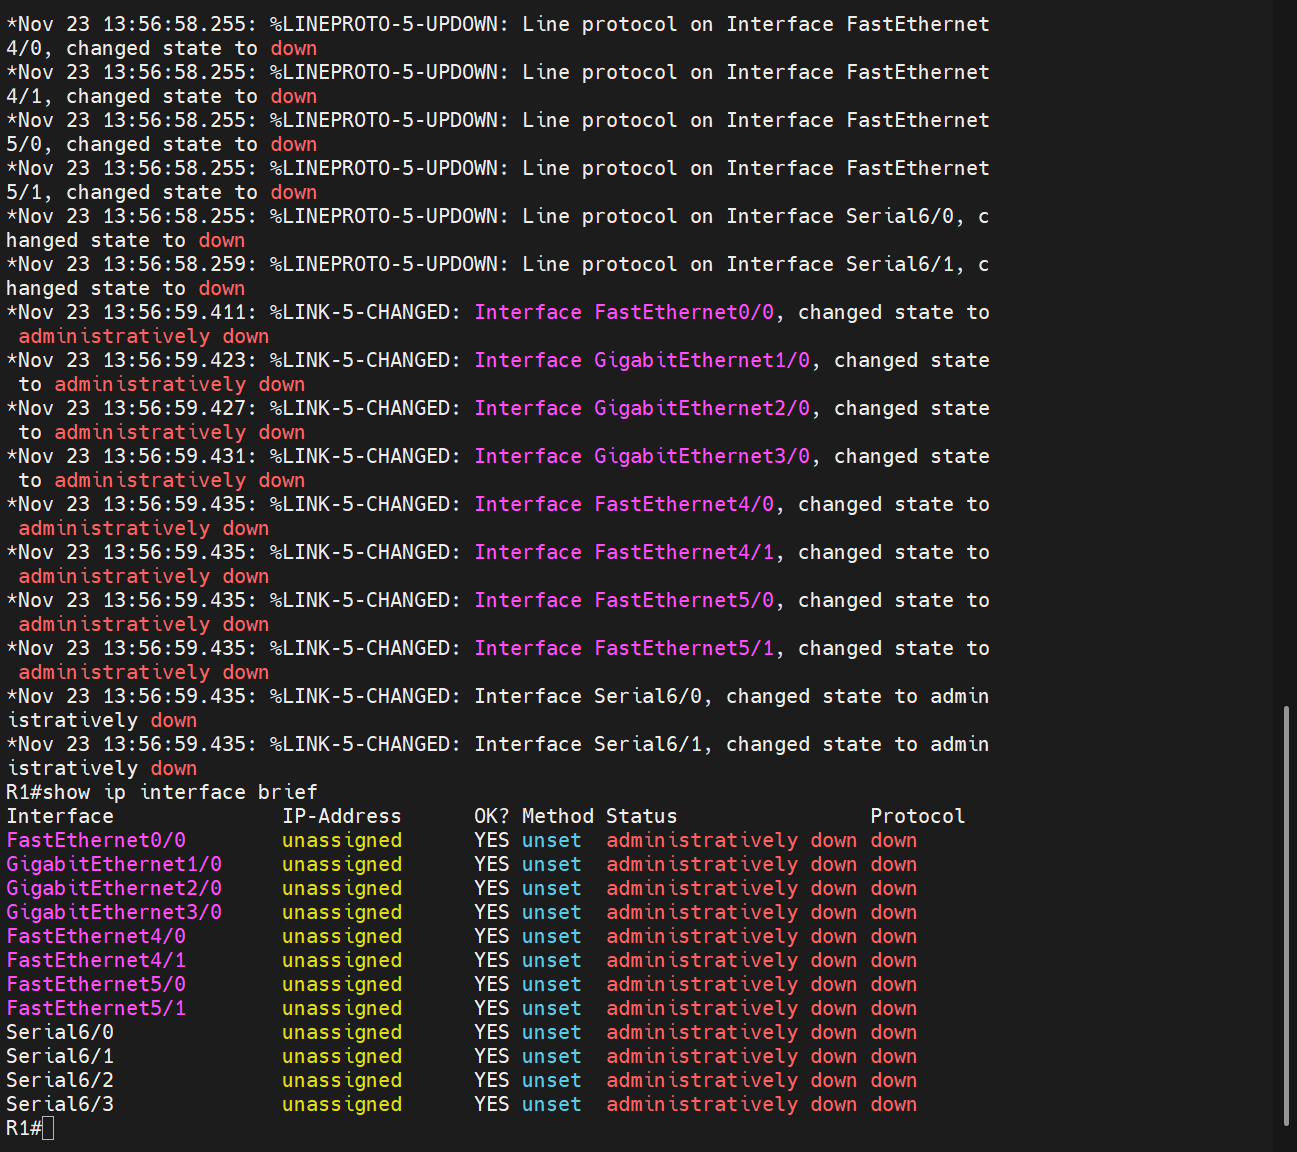 *Nov 23 13:56:58.255: %LINEPROTO-5-UPDOWN: Line protocol on Interface FastEthernet
4/0, changed state to down
*Nov 23 13:56:58.255: %LINEPROTO-5-UPDOWN: Line protocol on Interface FastEthernet
4/1, changed state to down
*Nov 23 13:56:58.255: %LINEPROTO-5-UPDOWN: Line protocol on Interface FastEthernet
5/0, changed state to down
*Nov 23 13:56:58.255: %LINEPROTO-5-UPDOWN: Line protocol on Interface FastEthernet
5/1, changed state to down
*Nov 23 13:56:58.255: %LINEPROTO-5-UPDOWN: Line protocol on Interface Serial6/0, c
hanged state to down
*Nov 23 13:56:58.259: %LINEPROTO-5-UPDOWN: Line protocol on Interface Serial6/1, c
hanged state to down
*Nov 23 13:56:59.411: %LINK-5-CHANGED: Interface FastEthernet0/0, changed state to
 administratively down
*Nov 23 13:56:59.423: %LINK-5-CHANGED: Interface GigabitEthernet1/0, changed state
 to administratively down
*Nov 23 13:56:59.427: %LINK-5-CHANGED: Interface GigabitEthernet2/0, changed state
 to administratively down
*Nov 23 13:56:59.431: %LINK-5-CHANGED: Interface GigabitEthernet3/0, changed state
 to administratively down
*Nov 23 13:56:59.435: %LINK-5-CHANGED: Interface FastEthernet4/0, changed state to
 administratively down
*Nov 23 13:56:59.435: %LINK-5-CHANGED: Interface FastEthernet4/1, changed state to
 administratively down
*Nov 23 13:56:59.435: %LINK-5-CHANGED: Interface FastEthernet5/0, changed state to
 administratively down
*Nov 23 13:56:59.435: %LINK-5-CHANGED: Interface FastEthernet5/1, changed state to
 administratively down
*Nov 23 13:56:59.435: %LINK-5-CHANGED: Interface Serial6/0, changed state to admin
istratively down
*Nov 23 13:56:59.435: %LINK-5-CHANGED: Interface Serial6/1, changed state to admin
istratively down
R1#show ip interface brief
Interface              IP-Address      OK? Method Status                Protocol
FastEthernet0/0        unassigned      YES unset  administratively down down
GigabitEthernet1/0     unassigned      YES unset  administratively down down
GigabitEthernet2/0     unassigned      YES unset  administratively down down
GigabitEthernet3/0     unassigned      YES unset  administratively down down
FastEthernet4/0        unassigned      YES unset  administratively down down
FastEthernet4/1        unassigned      YES unset  administratively down down
FastEthernet5/0        unassigned      YES unset  administratively down down
FastEthernet5/1        unassigned      YES unset  administratively down down
Serial6/0              unassigned      YES unset  administratively down down
Serial6/1              unassigned      YES unset  administratively down down
Serial6/2              unassigned      YES unset  administratively down down
Serial6/3              unassigned      YES unset  administratively down down
R1#